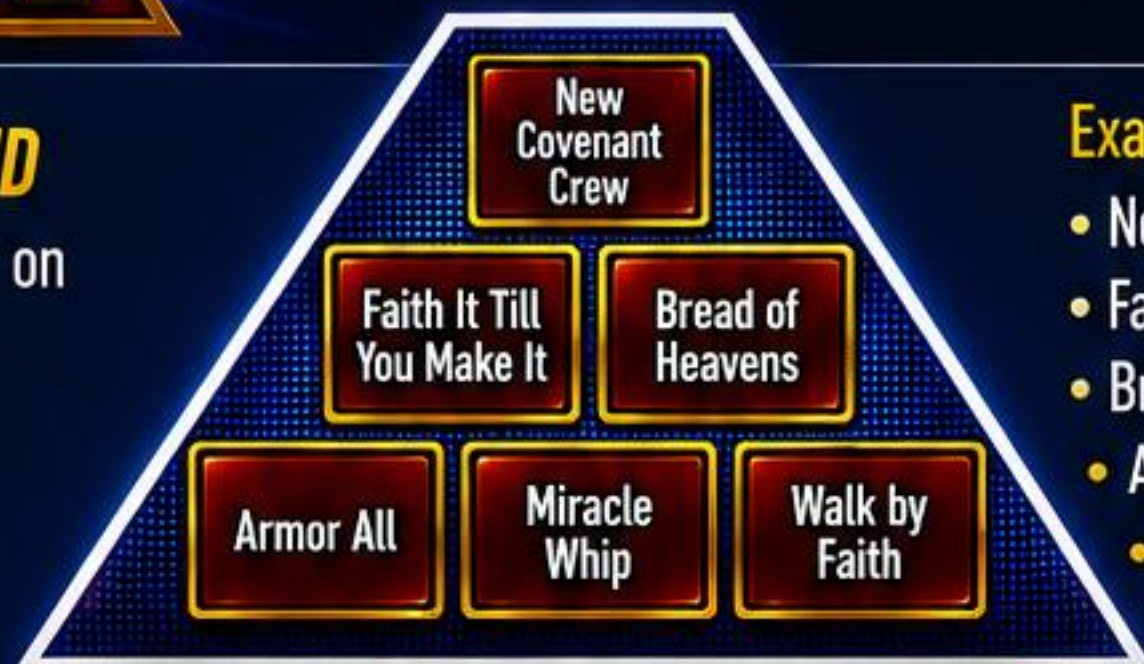 New
Covenant
Crew
Faith It Till
You Make It
Bread of
Heavens
Armor All
Miracle
Whip
Walk by
Faith
on